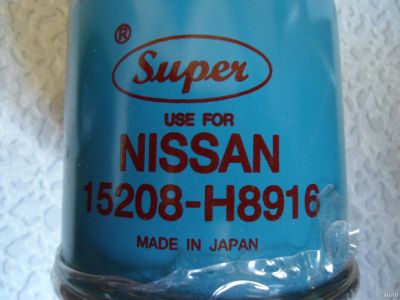 ®
Super
USE FOR
NISSAN
15208-H8916
MADE IN JAPAN